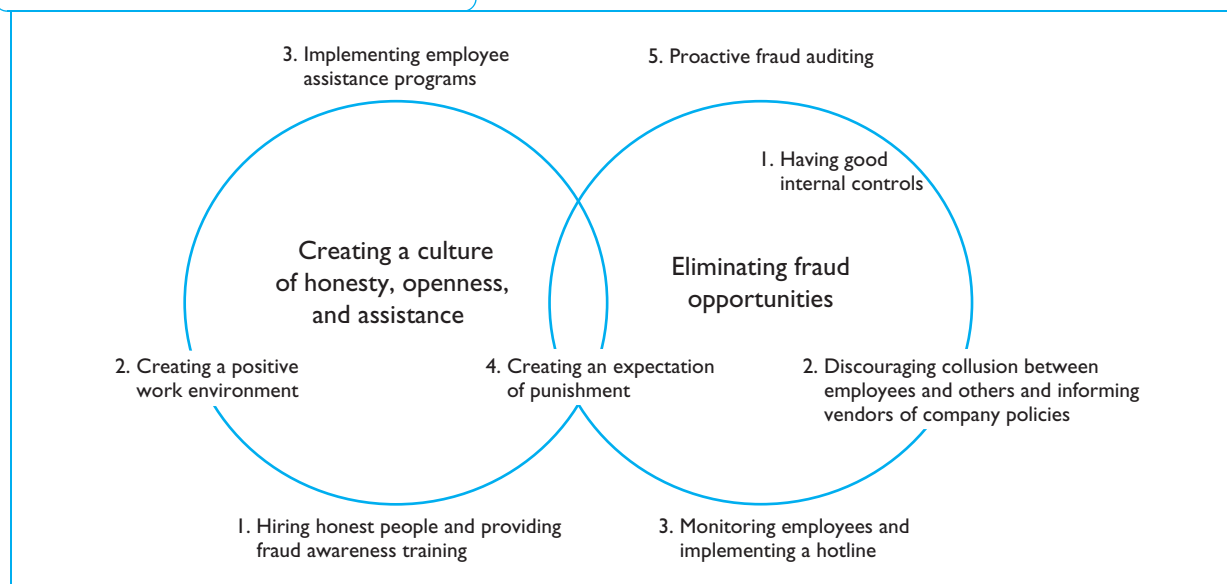 3. Implementing employee
assistance programs
5. Proactive fraud auditing
1. Having good
internal controls
Creating a culture
of honesty, openness,
and assistance
Eliminating fraud
opportunities
2. Creating a positive
work environment
4. Creating an expectation
of punishment
2. Discouraging collusion between
employees and others and informing
vendors of company policies
1. Hiring honest people and providing
fraud awareness training
3. Monitoring employees and
implementing a hotline